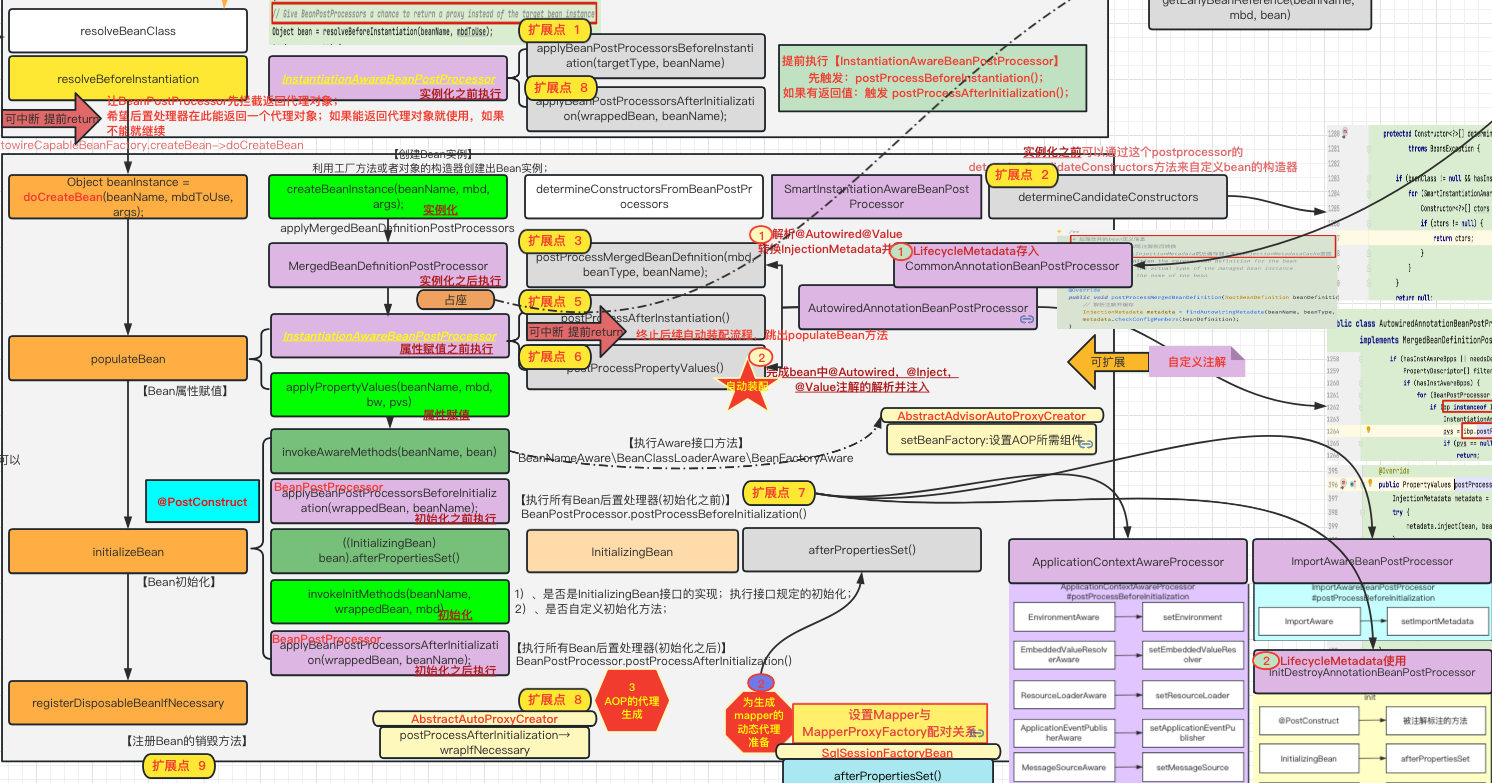 resolveBeanClass
// Give BeanPostProcessors a chance to return a proxy instead of the target bean instance
Object bean = resolveBeforeInstantiation(beanName, mbdToUse);
扩展点 1
applyBeanPostProcessorsBeforeInstanti
ation(targetType, beanName)
getEarlyBeanReference(beanName,
mbd, bean)
resolveBeforeInstantiation
InstantiationAwareBeanPostProcessor
实例化之前执行
扩展点 8
applyBeanPostProcessorsAfterInitializati
on(wrappedBean, beanName)
提前执行【InstantiationAwareBeanPostProcessor】
先触发：postProcessBeforeInstantiation();
如果有返回值：触发 postProcessAfterInitialization();
可中断 提前return
让BeanPostProcessor先拦截返回代理对象；
希望后置处理器在此能返回一个代理对象；如果能返回代理对象就使用，如果
不能就继续
towireCapableBeanFactory.createBean->doCreateBean
【创建Bean实例】
利用工厂方法或者对象的构造器创建出Bean实例；
实例化之前可以通过这个postprocessor的
dateConstructors方法来自定义bean的构造器
Object beanInstance =
doCreateBean(beanName, mbdToUse,
args);
createBeanInstance(beanName, mbd,
args);
实例化
determineConstructorsFromBeanPostPr
ocessors
SmartInstantiationAwareBeanPost
Processor
扩展点 2
determineCandidateConstructors
applyMergedBeanDefinitionPostProcessors
MergedBeanDefinitionPostProcessor
实例化之后执行
扩展点 3
postProcessMergedBeanDefinition(mbd,
beanType, beanName);
1
解析@Autowired@Value
转换InjectionMetadata并
1
LifecycleMetadata存入
CommonAnnotationBeanPostProcessor
AutowiredAnnotationBeanPostProcessor
占座
扩展点 5
postProcessAfterInstantiation()
InstantiationAwareBeanPostProcessor
属性赋值之前执行
可中断 提前return
终止后续自动装配流程，跳出populateBean方法
扩展点 6
postProcessPropertyValues()
2
自动装配
完成bean中@Autowired，@Inject，
@Value注解的解析并注入
可扩展
自定义注解
populateBean
【Bean属性赋值】
applyPropertyValues(beanName, mbd,
bw, pvs)
属性赋值
AbstractAdvisorAutoProxyCreator
setBeanFactory:设置AOP所需组件
可以
invokeAwareMethods(beanName, bean)
【执行Aware接口方法】
BeanNameAware\BeanClassLoaderAware\BeanFactoryAware
@PostConstruct
BeanPostProcessor
applyBeanPostProcessorsBeforeInitializ
ation(wrappedBean, beanName);
初始化之前执行
【执行所有Bean后置处理器(初始化之前)】
BeanPostProcessor.postProcessBeforeInitialization()
扩展点 7
initializeBean
【Bean初始化】
((InitializingBean)
bean).afterPropertiesSet()
InitializingBean
afterPropertiesSet()
invokeInitMethods(beanName,
wrappedBean, mbd)
初始化
1）、是否是InitializingBean接口的实现；执行接口规定的初始化；
2）、是否自定义初始化方法；
BeanPostProcessor
applyBeanPostProcessorsAfterInitializati
on(wrappedBean, beanName);
初始化之后执行
【执行所有Bean后置处理器(初始化之后)】
BeanPostProcessor.postProcessAfterInitialization()
registerDisposableBeanIfNecessary
【注册Bean的销毁方法】
扩展点 9
扩展点 8
AbstractAutoProxyCreator
postProcessAfterInitialization→
wrapIfNecessary
3
AOP的代理
生成
2
为生成
mapper的
动态代理
准备
设置Mapper与
MapperProxyFactory配对关系
SqlSessionFactoryBean
afterPropertiesSet()
ApplicationContextAwareProcessor
ApplicationContextAwareProcessor
#postProcessBeforeInitialization
EnvironmentAware
setEnvironment
EmbeddedValueResolv
erAware
setEmbeddedValueRes
olver
ResourceLoaderAware
setResourceLoader
ApplicationEventPublis
herAware
setApplicationEventPu
blisher
MessageSourceAware
setMessageSource
ImportAwareBeanPostProcessor
ImportAwareBeanPostProcessor
#postProcessBeforeInitialization
ImportAware
setImportMetadata
2
LifecycleMetadata使用
InitDestroyAnnotationBeanPostProcessor
init
@PostConstruct
被注解标注的方法
InitializingBean
afterPropertiesSet